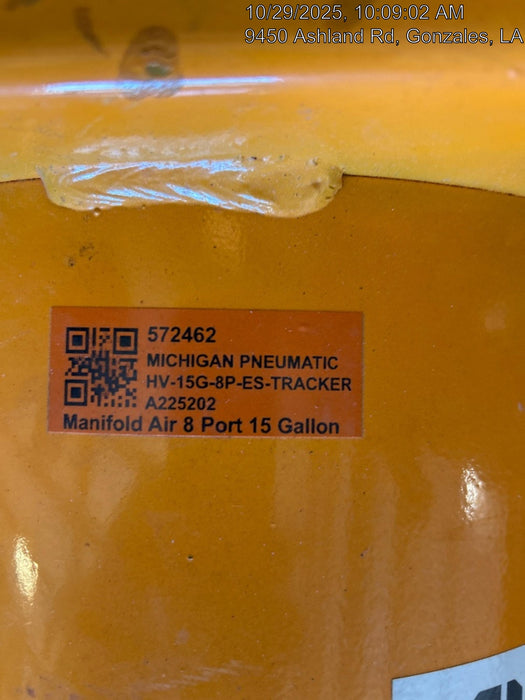 10/29/2025, 10:09:02 AM
9450 Ashland Rd, Gonzales, LA
572462
MICHIGAN PNEUMATIC
HV-15G-8P-ES-TRACKER
A225202
Manifold Air 8 Port 15 Gallon